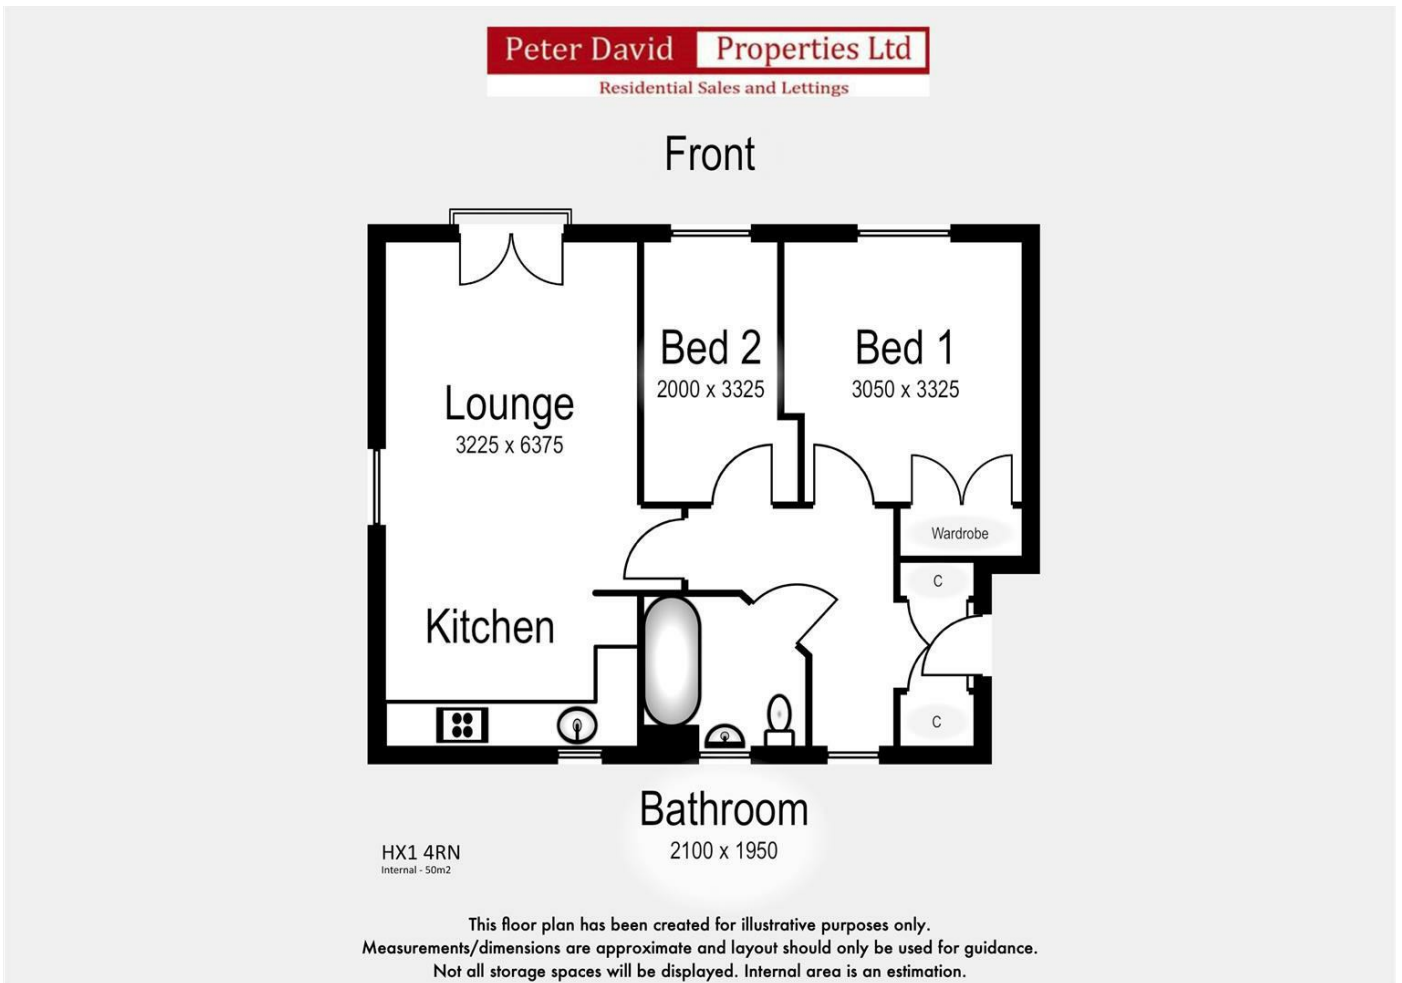 Peter David Properties Ltd
Residential Sales and Lettings
Front
Bed 2
2000 x 3325
Bed 1
3050 x 3325
Lounge
3225 x 6375
Wardrobe
C
Kitchen
C
Bathroom
2100 x 1950
HX1 4RN
Internal - 50m2
This floor plan has been created for illustrative purposes only.
Measurements/dimensions are approximate and layout should only be used for guidance.
Not all storage spaces will be displayed. Internal area is an estimation.